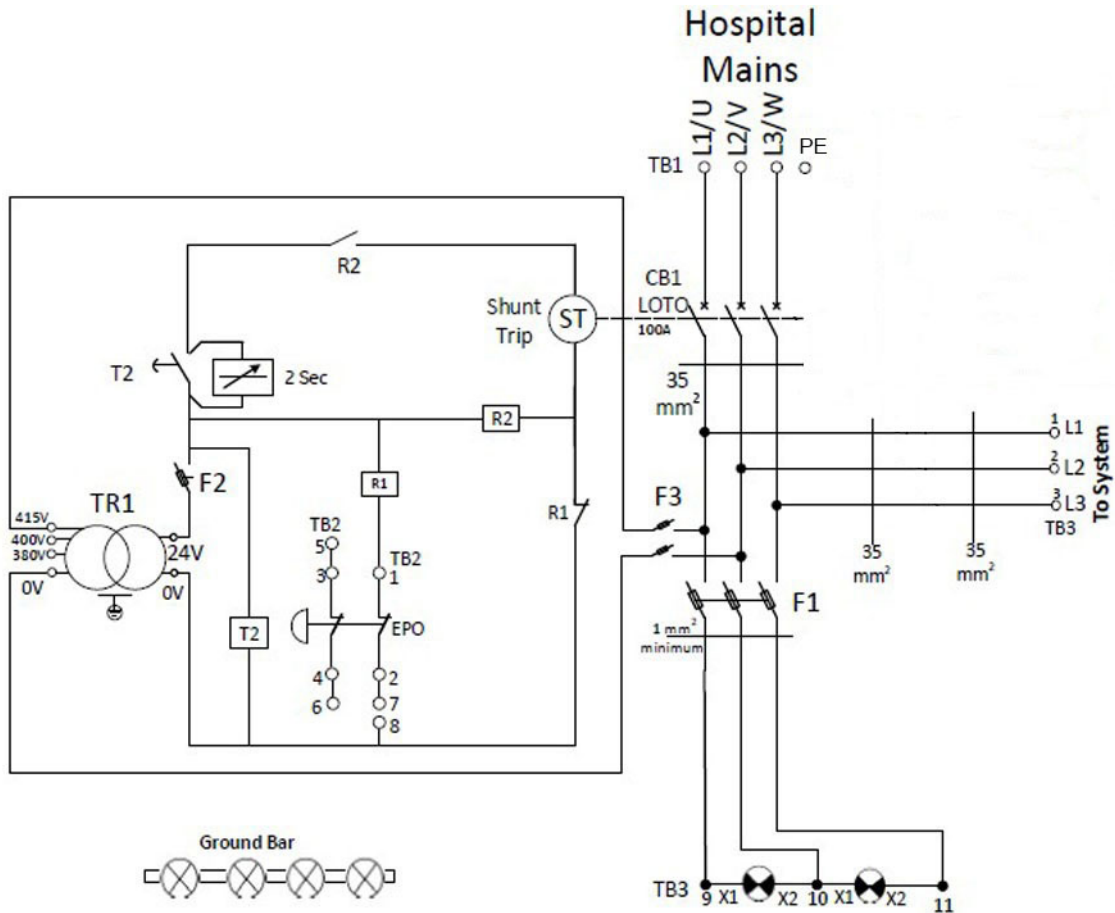 Hospital
Mains
L1/U
L2/V
L3/W
PE
TB1
R2
CB1
LOTO
100A
Shunt
Trip
ST
T2
2 Sec
35
mm²
R2
1
L1
2
L2
3
L3
TB3
To System
F2
R1
F3
R1
TR1
415V
400V
380V
0V
24V
0V
TB2
5
3
TB2
1
35
mm²
35
mm²
F1
T2
EPO
1 mm²
minimum
4
6
2
7
8
Ground Bar
TB3
9
X1
X2
10
X1
X2
11